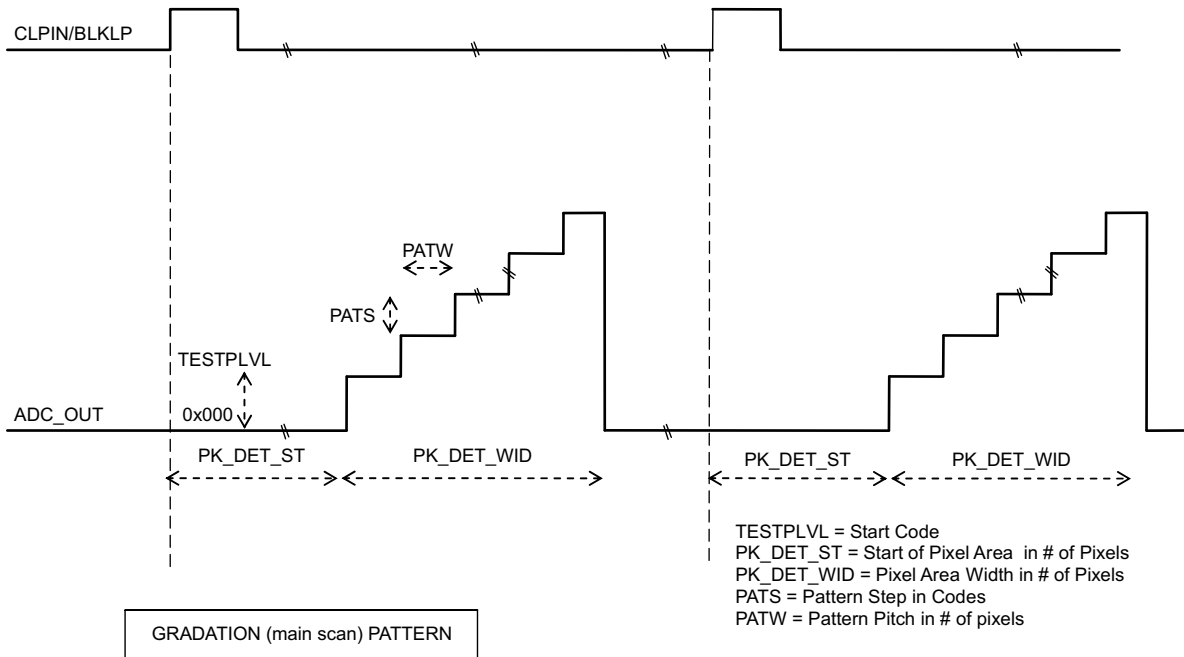 CLPIN/BLKLP
PATW
PATS
TESTPLVL
ADC_OUT
0x000
PK_DET_ST
PK_DET_WID
PK_DET_ST
PK_DET_WID
TESTPLVL = Start Code
PK_DET_ST = Start of Pixel Area in # of Pixels
PK_DET_WID = Pixel Area Width in # of Pixels
PATS = Pattern Step in Codes
PATW = Pattern Pitch in # of pixels
GRADATION (main scan) PATTERN